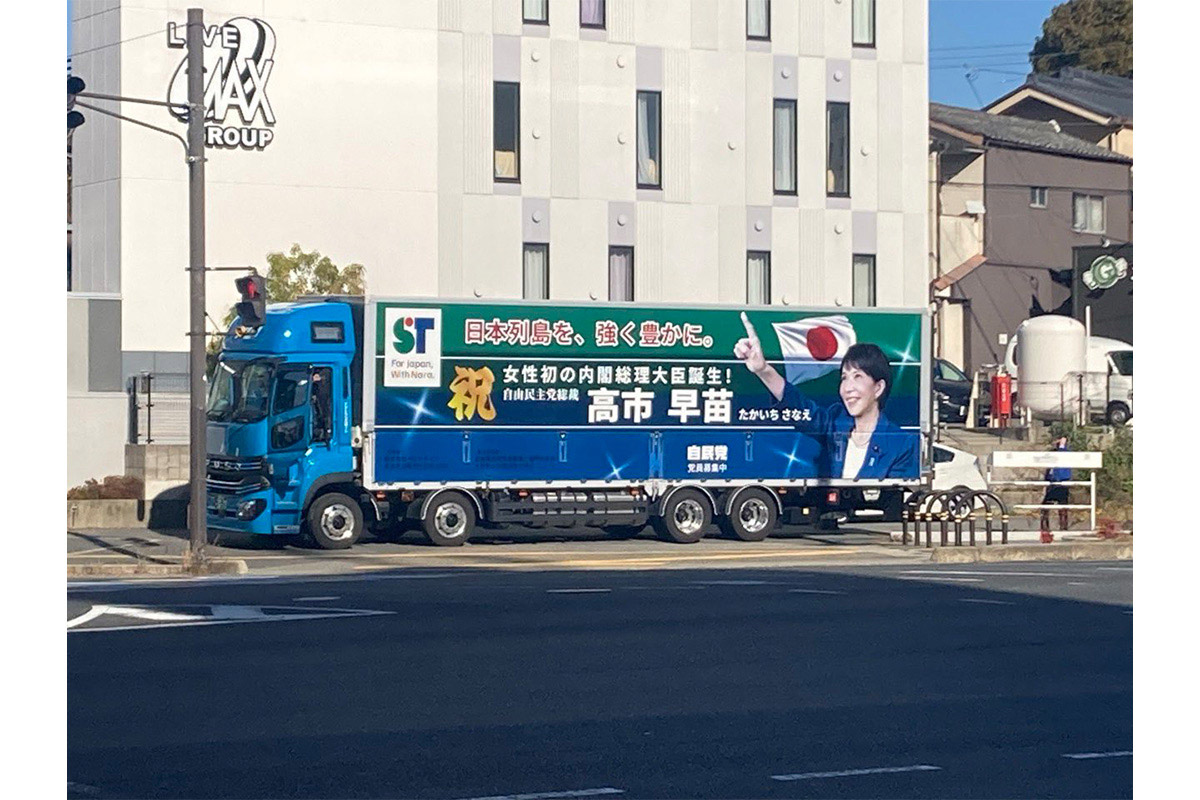 LIVE
MAX
GROUP
ST
For Japan,
With Nara.
日本列島を、強く豊かに。
祝
女性初の内閣総理大臣誕生!
自由民主党総裁
高市 早苗 たかいち さなえ
自民党
党員募集中
G